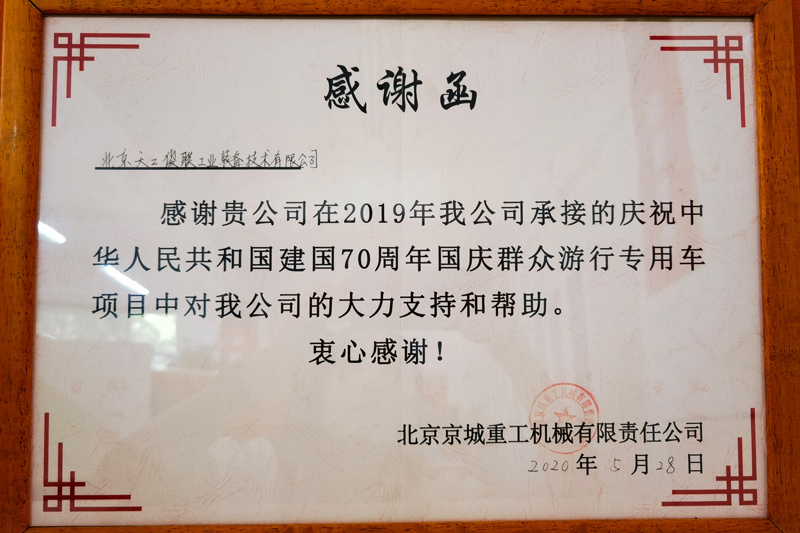 感谢函
北京天工俊联工业装备技术有限公司
感谢贵公司在2019年我公司承接的庆祝中
华人民共和国建国70周年国庆群众游行专用车
项目中对我公司的大力支持和帮助。
衷心感谢！
北京京城重工机械有限责任公司
2020年5月28日